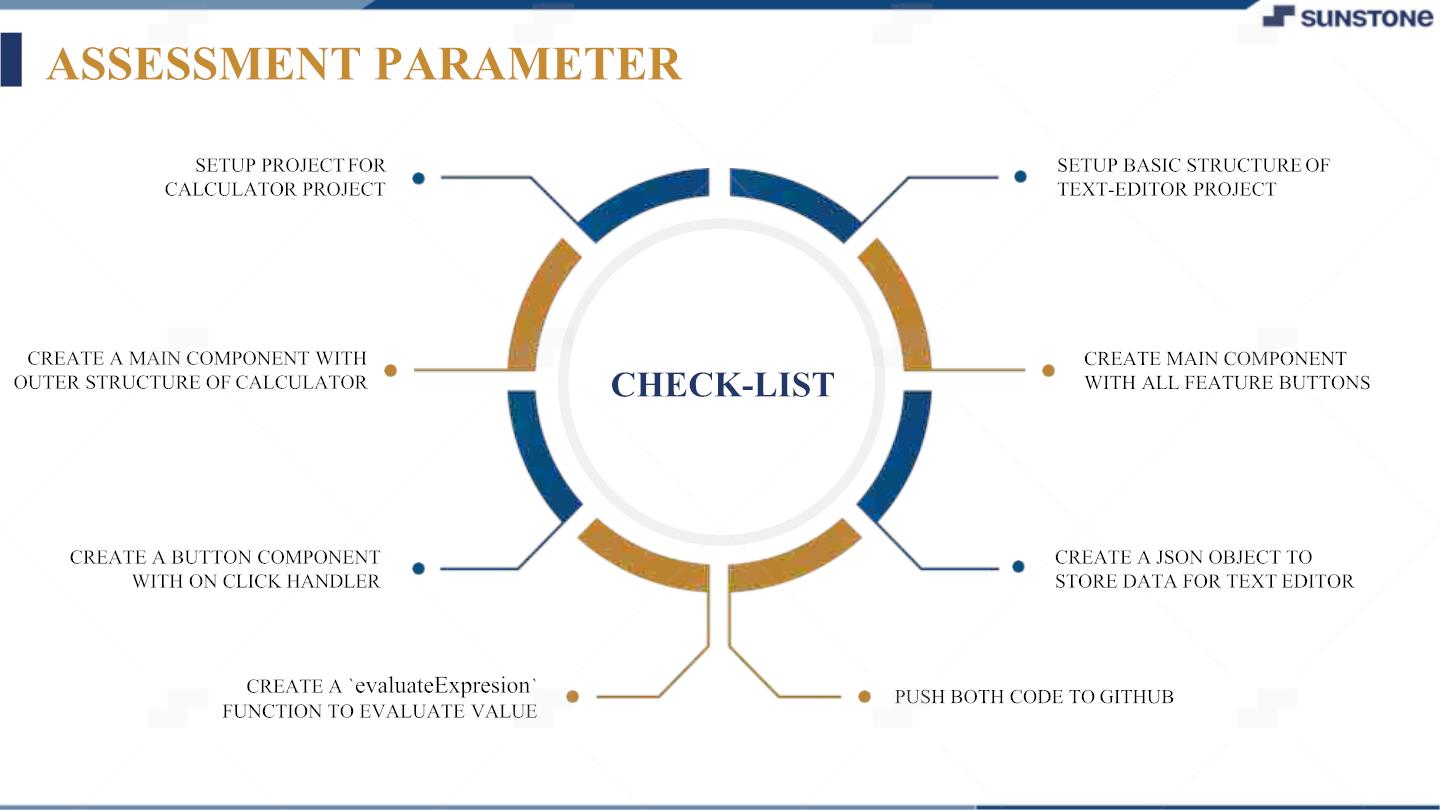 SUNSTONE
ASSESSMENT PARAMETER
SETUP PROJECT FOR
CALCULATOR PROJECT
CREATE A MAIN COMPONENT WITH
OUTER STRUCTURE OF CALCULATOR
CREATE A BUTTON COMPONENT
WITH ON CLICK HANDLER
CREATE A `evaluateExpresion`
FUNCTION TO EVALUATE VALUE
CHECK-LIST
SETUP BASIC STRUCTURE OF
TEXT-EDITOR PROJECT
CREATE MAIN COMPONENT
WITH ALL FEATURE BUTTONS
CREATE A JSON OBJECT TO
STORE DATA FOR TEXT EDITOR
PUSH BOTH CODE TO GITHUB